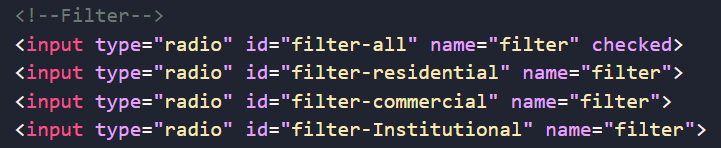 <!--Filter-->
<input type="radio" id="filter-all" name="filter" checked>
<input type="radio" id="filter-residential" name="filter">
<input type="radio" id="filter-commercial" name="filter">
<input type="radio" id="filter-Institutional" name="filter">